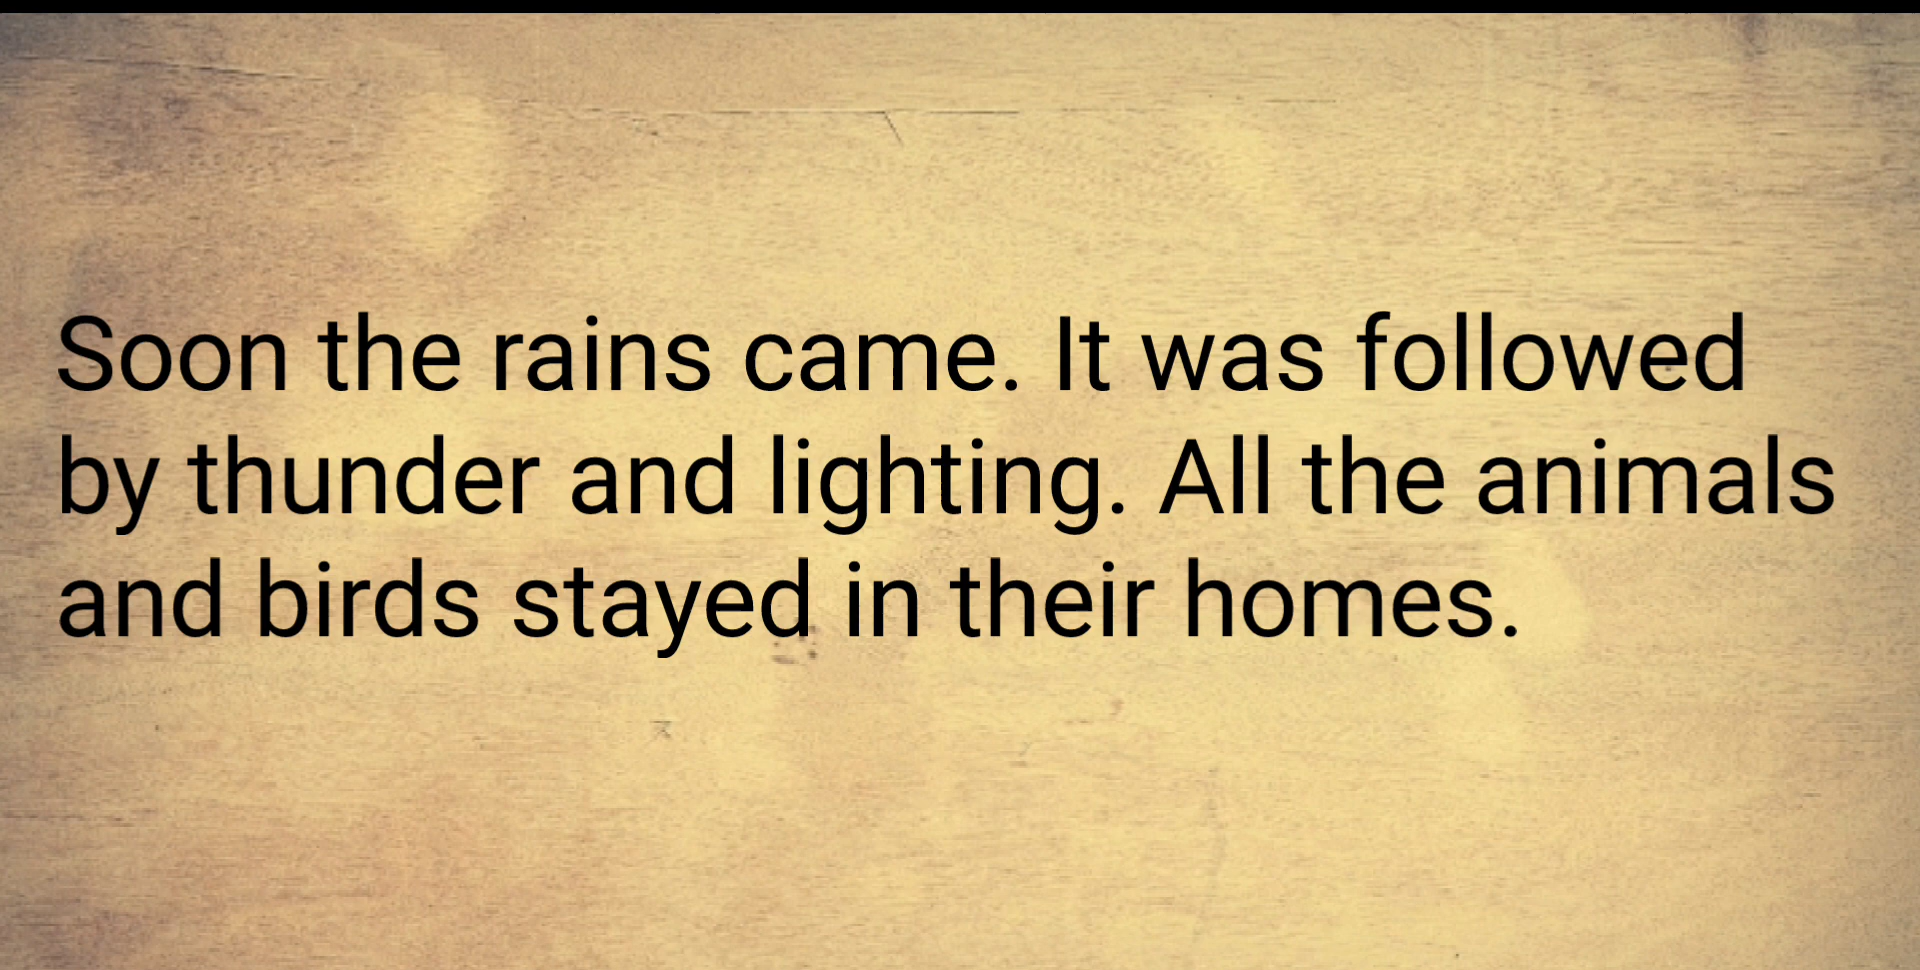 Soon the rains came. It was followed
by thunder and lighting. All the animals
and birds stayed in their homes.